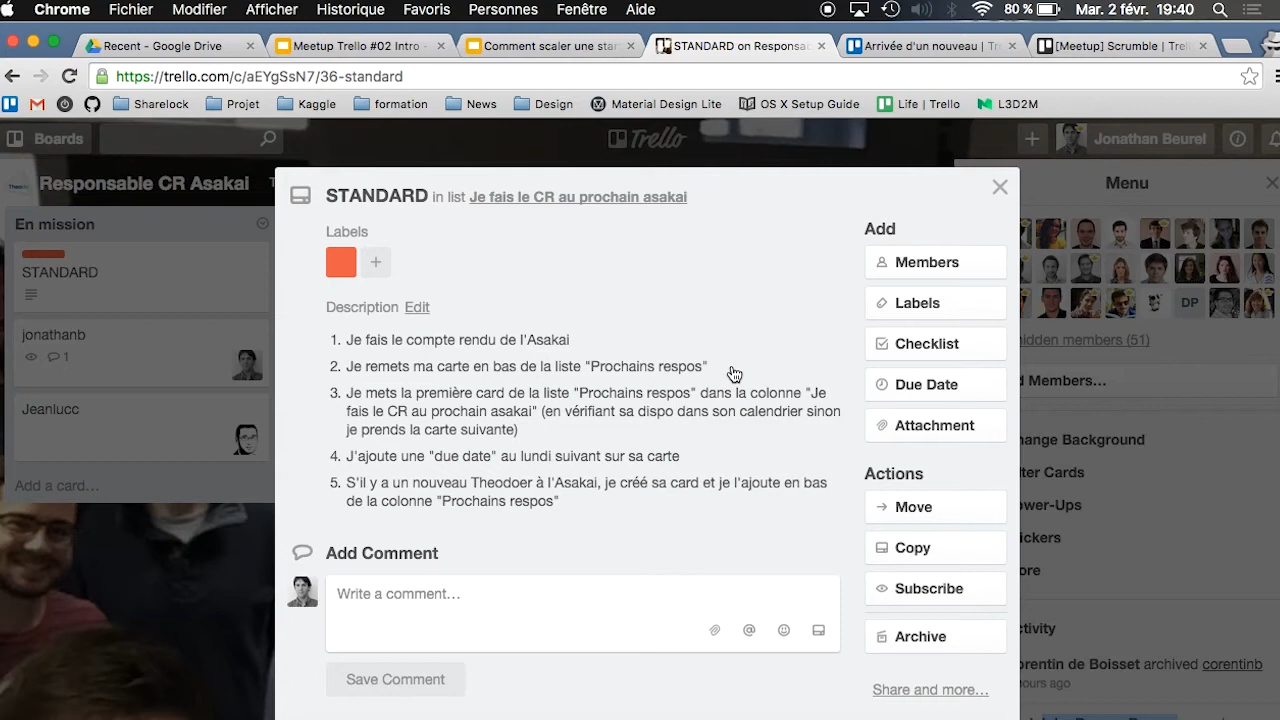 Chrome Fichier Modifier Afficher Historique Favoris Personnes Fenêtre Aide 80 % Mar. 2 févr. 19:40
Recent - Google Drive
Meetup Trello #02 Intro -
Comment scaler une star
STANDARD on Responsa
Arrivée d'un nouveau | Tr
[Meetup] Scrumble | Trello
https://trello.com/c/aEYgSsN7/36-standard
Sharelock Projet Kaggle formation News Design Material Design Lite OS X Setup Guide Life | Trello L3D2M
Boards
Trello
Jonathan Beurel
Responsable CR Asakai
Menu
En mission
STANDARD
jonathanb
1
Jeanlucc
Add a card…
STANDARD in list Je fais le CR au prochain asakai
Labels
Description Edit
1. Je fais le compte rendu de l'Asakai
2. Je remets ma carte en bas de la liste "Prochains respos"
3. Je mets la première card de la liste "Prochains respos" dans la colonne "Je
fais le CR au prochain asakai" (en vérifiant sa dispo dans son calendrier sinon
je prends la carte suivante)
4. J'ajoute une "due date" au lundi suivant sur sa carte
5. S'il y a un nouveau Theodoer à l'Asakai, je créé sa card et je l'ajoute en bas
de la colonne "Prochains respos"
Add Comment
Write a comment…
Save Comment
Add
Members
Labels
Checklist
Due Date
Attachment
Actions
Move
Copy
Subscribe
Archive
Share and more…
DP
hidden members (51)
d Members…
hange Background
lter Cards
ower-Ups
ickers
ore
tivity
orentin de Boisset archived corentinb
ours ago